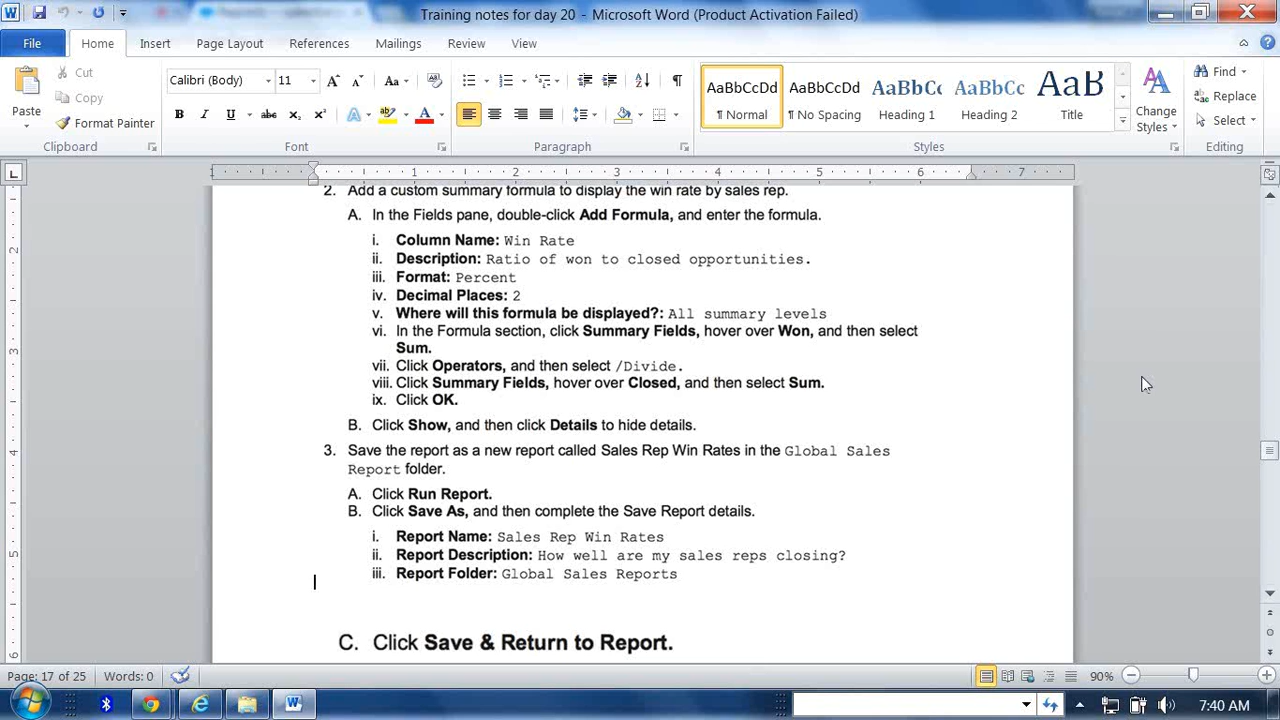 Training notes for day 20 - Microsoft Word (Product Activation Failed)
File Home Insert Page Layout References Mailings Review View
Paste
Cut
Copy
Format Painter
Clipboard
Calibri (Body) 11
Font
Paragraph
AaBbCcDd AaBbCcDd AaBbCc AaBbCc AaB
¶ Normal ¶ No Spacing Heading 1 Heading 2 Title
Change Styles
Styles
Find
Replace
Select
Editing
1 1 2 3 4 5 6 7
2. Add a custom summary formula to display the win rate by sales rep.
A. In the Fields pane, double-click Add Formula, and enter the formula.
i. Column Name: Win Rate
ii. Description: Ratio of won to closed opportunities.
iii. Format: Percent
iv. Decimal Places: 2
v. Where will this formula be displayed?: All summary levels
vi. In the Formula section, click Summary Fields, hover over Won, and then select
Sum.
vii. Click Operators, and then select /Divide.
viii. Click Summary Fields, hover over Closed, and then select Sum.
ix. Click OK.
B. Click Show, and then click Details to hide details.
3. Save the report as a new report called Sales Rep Win Rates in the Global Sales
Report folder.
A. Click Run Report.
B. Click Save As, and then complete the Save Report details.
i. Report Name: Sales Rep Win Rates
ii. Report Description: How well are my sales reps closing?
iii. Report Folder: Global Sales Reports
C. Click Save & Return to Report.
Page: 17 of 25 Words: 0 90%
7:40 AM